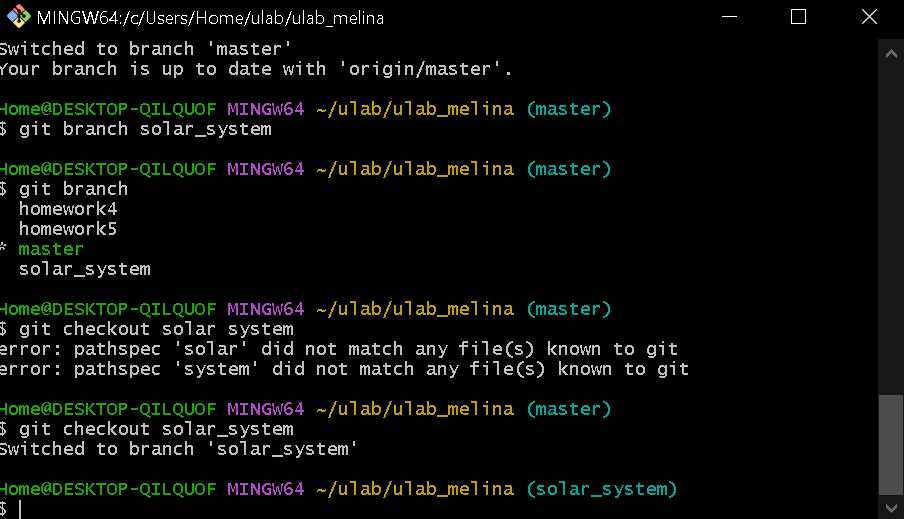 MINGW64:/c/Users/Home/ulab/ulab_melina
Switched to branch 'master'
Your branch is up to date with 'origin/master'.
Home@DESKTOP-QILQUOF MINGW64 ~/ulab/ulab_melina (master)
$ git branch solar_system
Home@DESKTOP-QILQUOF MINGW64 ~/ulab/ulab_melina (master)
$ git branch
homework4
homework5
* master
solar_system
Home@DESKTOP-QILQUOF MINGW64 ~/ulab/ulab_melina (master)
$ git checkout solar system
error: pathspec 'solar' did not match any file(s) known to git
error: pathspec 'system' did not match any file(s) known to git
Home@DESKTOP-QILQUOF MINGW64 ~/ulab/ulab_melina (master)
$ git checkout solar_system
Switched to branch 'solar_system'
Home@DESKTOP-QILQUOF MINGW64 ~/ulab/ulab_melina (solar_system)
$